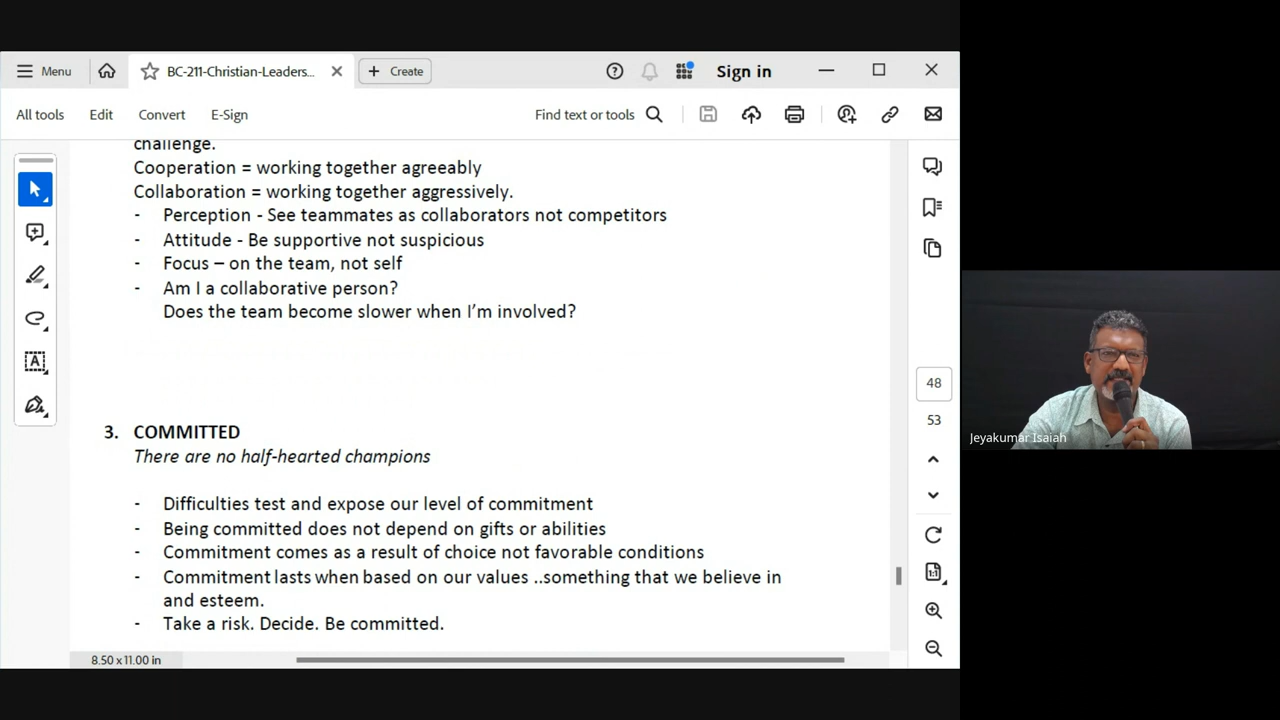 Menu
BC-211-Christian-Leaders...
Create
Sign in
All tools
Edit
Convert
E-Sign
Find text or tools
challenge.
Cooperation = working together agreeably
Collaboration = working together aggressively.
- Perception - See teammates as collaborators not competitors
- Attitude - Be supportive not suspicious
- Focus – on the team, not self
- Am I a collaborative person?
Does the team become slower when I'm involved?
3. COMMITTED
There are no half-hearted champions
- Difficulties test and expose our level of commitment
- Being committed does not depend on gifts or abilities
- Commitment comes as a result of choice not favorable conditions
- Commitment lasts when based on our values ..something that we believe in
and esteem.
- Take a risk. Decide. Be committed.
8.50 x 11.00 in
48
53
1:1
Jeyakumar Isaiah